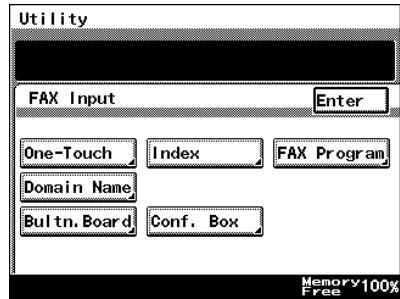 Utility
FAX Input
Enter
One-Touch
Index
FAX Program
Domain Name
Bultn.Board
Conf. Box
Memory
Free 100%